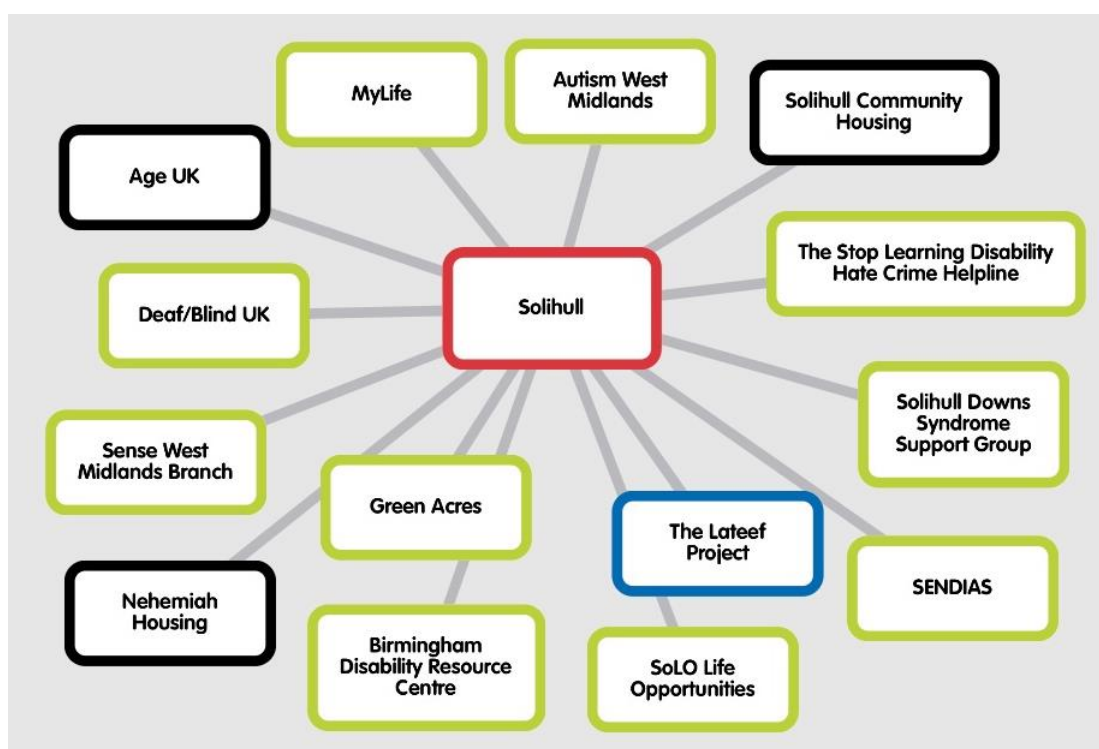 MyLife
Autism West
Midlands
Solihull Community
Housing
Age UK
The Stop Learning Disability
Hate Crime Helpline
Deaf/Blind UK
Solihull
Solihull Downs
Syndrome
Support Group
Sense West
Midlands Branch
Green Acres
The Lateef
Project
SENDIAS
Nehemiah
Housing
Birmingham
Disability Resource
Centre
SoLO Life
Opportunities